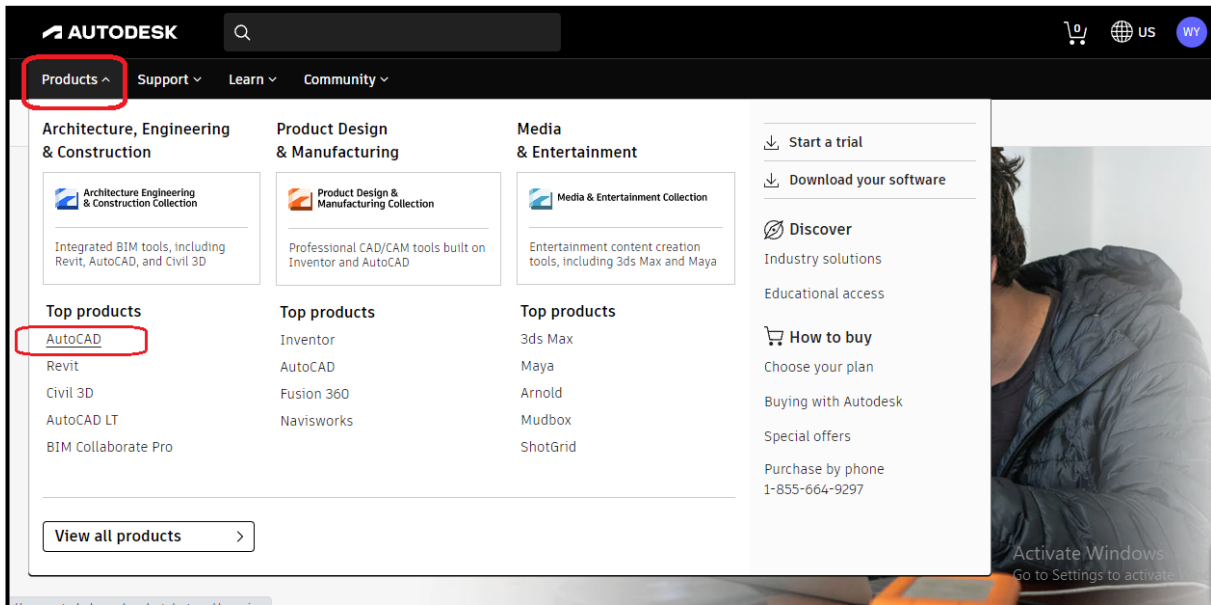 AUTODESK
0
US
WY
Products
Support
Learn
Community
Architecture, Engineering
& Construction
Architecture Engineering
& Construction Collection
Integrated BIM tools, including
Revit, AutoCAD, and Civil 3D
Top products
AutoCAD
Revit
Civil 3D
AutoCAD LT
BIM Collaborate Pro
Product Design
& Manufacturing
Product Design &
Manufacturing Collection
Professional CAD/CAM tools built on
Inventor and AutoCAD
Top products
Inventor
AutoCAD
Fusion 360
Navisworks
Media
& Entertainment
Media & Entertainment Collection
Entertainment content creation
tools, including 3ds Max and Maya
Top products
3ds Max
Maya
Arnold
Mudbox
ShotGrid
View all products
Start a trial
Download your software
Discover
Industry solutions
Educational access
How to buy
Choose your plan
Buying with Autodesk
Special offers
Purchase by phone
1-855-664-9297
Activate Windows
Go to Settings to activate